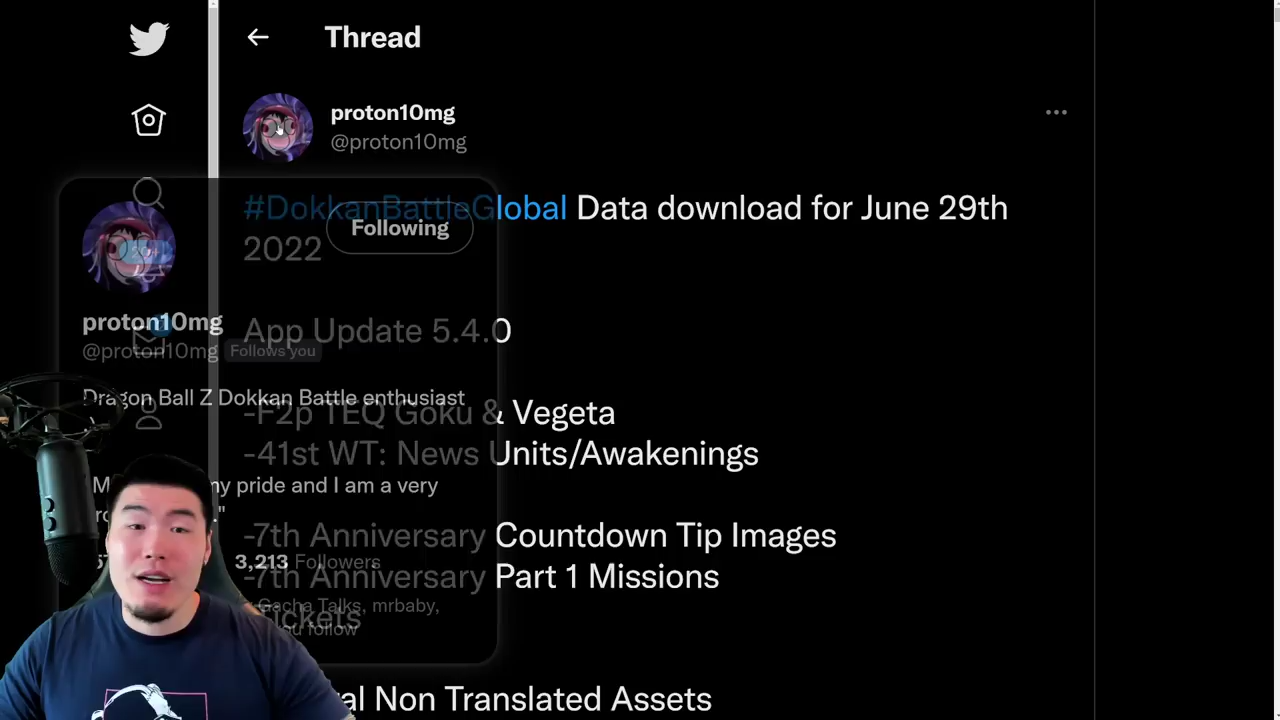 Thread
proton10mg
@proton10mg
#DokkanBattleGlobal Data download for June 29th
2022
Following
20+
proton10mg
@proton10mg Follows you
App Update 5.4.0
Dragon Ball Z Dokkan Battle enthusiast
-F2p TEQ Goku & Vegeta
-41st WT: News Units/Awakenings
my pride and I am a very
-7th Anniversary Countdown Tip Images
3,213 Followers
-7th Anniversary Part 1 Missions
Gacha Talks, mrbaby,
you follow
Non Translated Assets